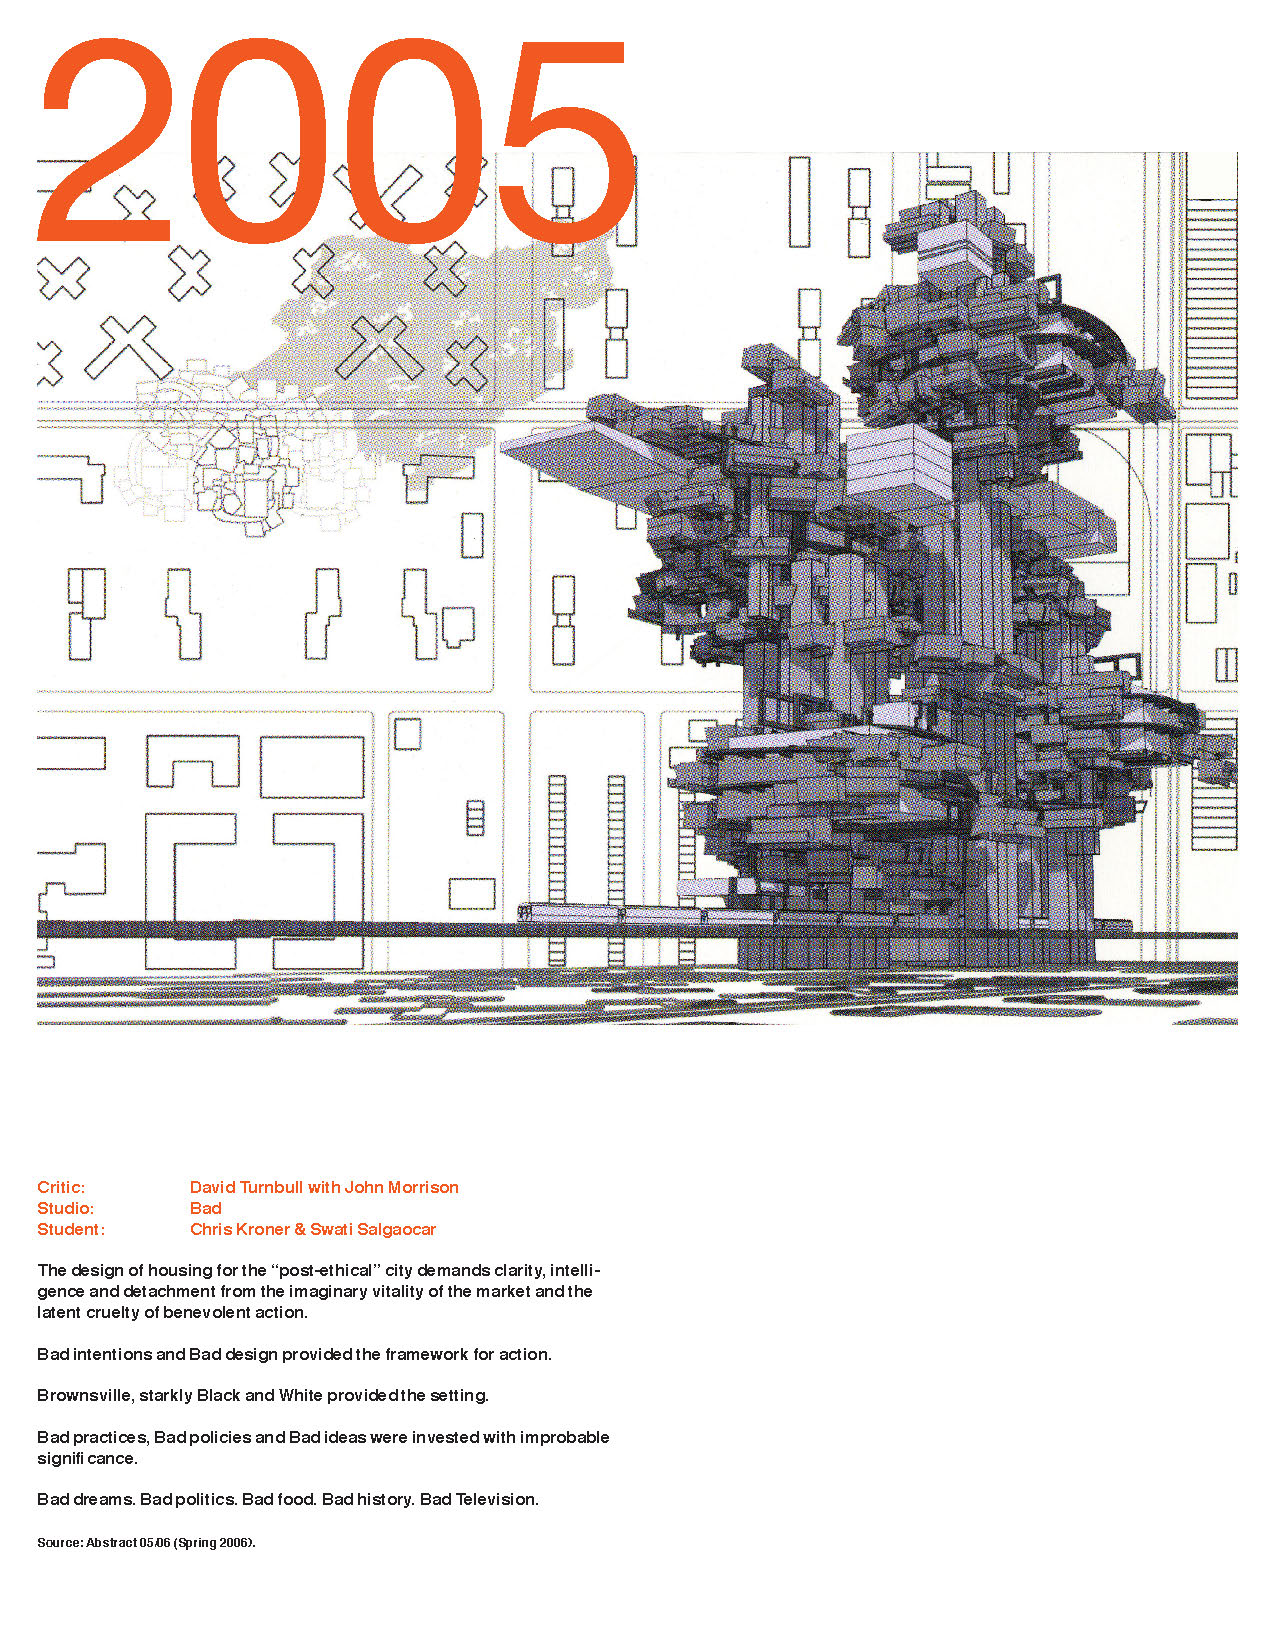 2005
Critic: David Turnbull with John Morrison
Studio: Bad
Student: Chris Kroner & Swati Salgaocar
The design of housing for the “post-ethical” city demands clarity, intelli-
gence and detachment from the imaginary vitality of the market and the
latent cruelty of benevolent action.
Bad intentions and Bad design provided the framework for action.
Brownsville, starkly Black and White provided the setting.
Bad practices, Bad policies and Bad ideas were invested with improbable
significance.
Bad dreams. Bad politics. Bad food. Bad history. Bad Television.
Source: Abstract 05/06 (Spring 2006).